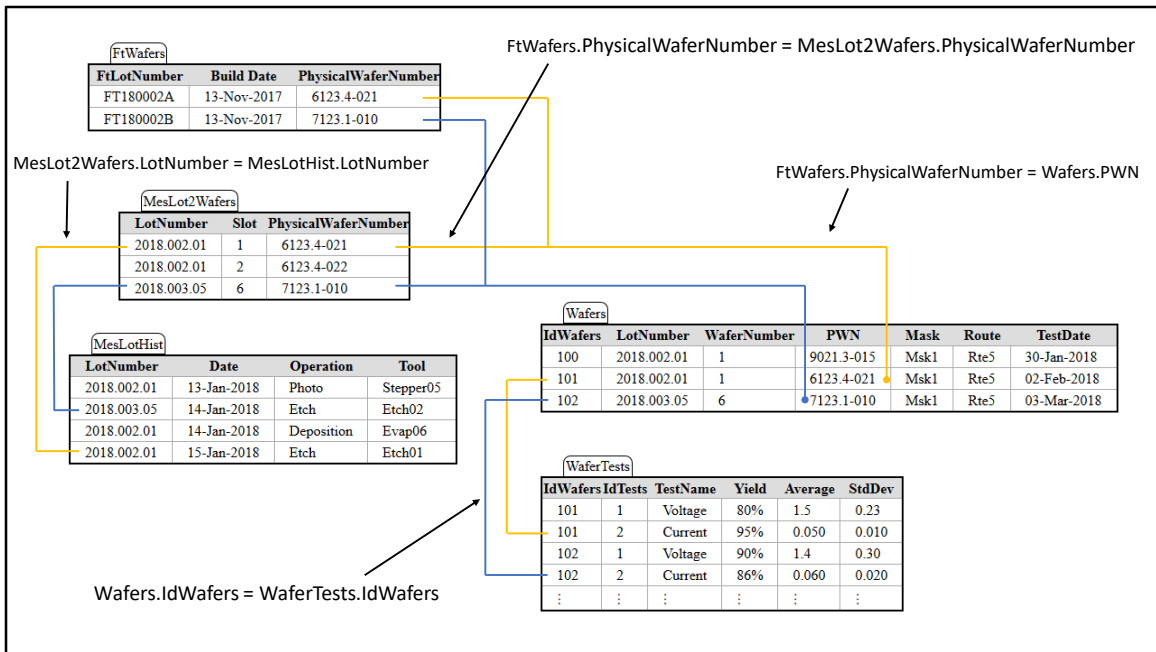 FtWafers
FtWafers.PhysicalWaferNumber = MesLot2Wafers.PhysicalWaferNumber
FtLotNumber Build Date PhysicalWaferNumber
FT180002A 13-Nov-2017 6123.4-021
FT180002B 13-Nov-2017 7123.1-010
MesLot2Wafers.LotNumber = MesLotHist.LotNumber
FtWafers.PhysicalWaferNumber = Wafers.PWN
MesLot2Wafers
LotNumber Slot PhysicalWaferNumber
2018.002.01 1 6123.4-021
2018.002.01 2 6123.4-022
2018.003.05 6 7123.1-010
MesLotHist
LotNumber Date Operation Tool
2018.002.01 13-Jan-2018 Photo Stepper05
2018.003.05 14-Jan-2018 Etch Etch02
2018.002.01 14-Jan-2018 Deposition Evap06
2018.002.01 15-Jan-2018 Etch Etch01
Wafers
IdWafers LotNumber WaferNumber PWN Mask Route TestDate
100 2018.002.01 1 9021.3-015 Msk1 Rte5 30-Jan-2018
101 2018.002.01 1 6123.4-021 Msk1 Rte5 02-Feb-2018
102 2018.003.05 6 7123.1-010 Msk1 Rte5 03-Mar-2018
WaferTests
IdWafers IdTests TestName Yield Average StdDev
101 1 Voltage 80% 1.5 0.23
101 2 Current 95% 0.050 0.010
102 1 Voltage 90% 1.4 0.30
102 2 Current 86% 0.060 0.020
⋮ ⋮ ⋮ ⋮ ⋮ ⋮
Wafers.IdWafers = WaferTests.IdWafers